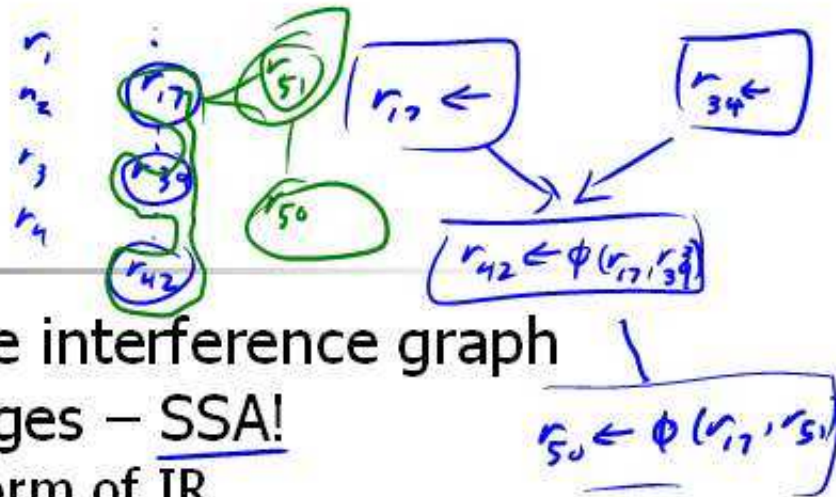 r1
r2
r3
r4
r17
r39
r42
r51
r50
r17 ←
r34 ←
r42 ← φ(r17, r39)
r50 ← φ(r17, r51)
e interference graph
ges – SSA!
orm of IR